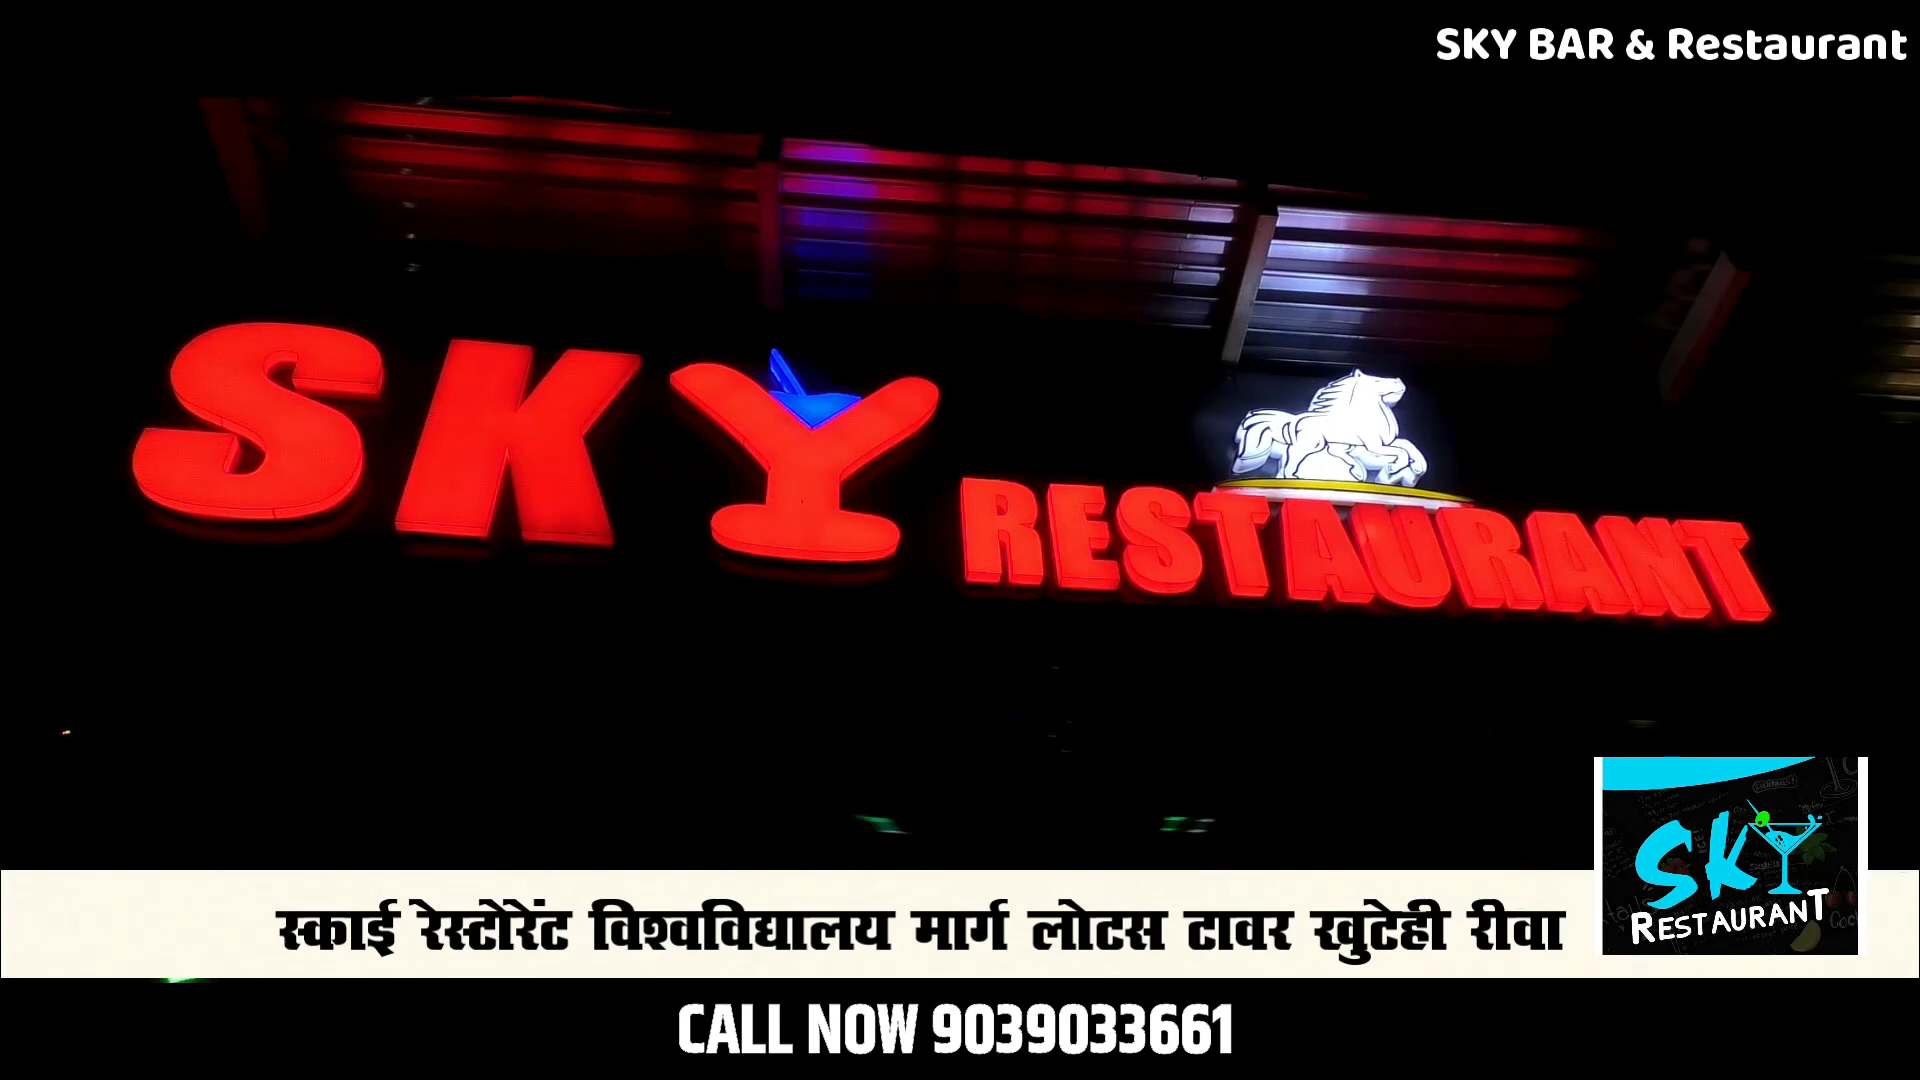 SKY BAR & Restaurant
SKY RESTAURANT
स्काई रेस्टोरेंट विश्वविद्यालय मार्ग लोटस टावर खुटेही रीवा
SKY
RESTAURANT
CALL NOW 9039033661